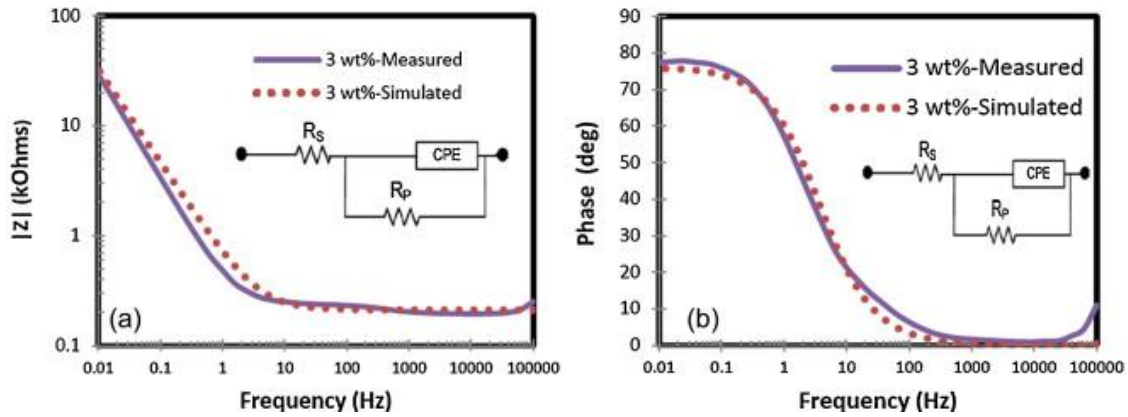 100
10
1
0.1
|Z| (kOhms)
3 wt%-Measured
3 wt%-Simulated
RS
CPE
RP
(a)
0.01 0.1 1 10 100 1000 10000 100000
Frequency (Hz)
90
80
70
60
50
40
30
20
10
0
Phase (deg)
3 wt%-Measured
3 wt%-Simulated
RS
CPE
RP
(b)
0.01 0.1 1 10 100 1000 10000 100000
Frequency (Hz)